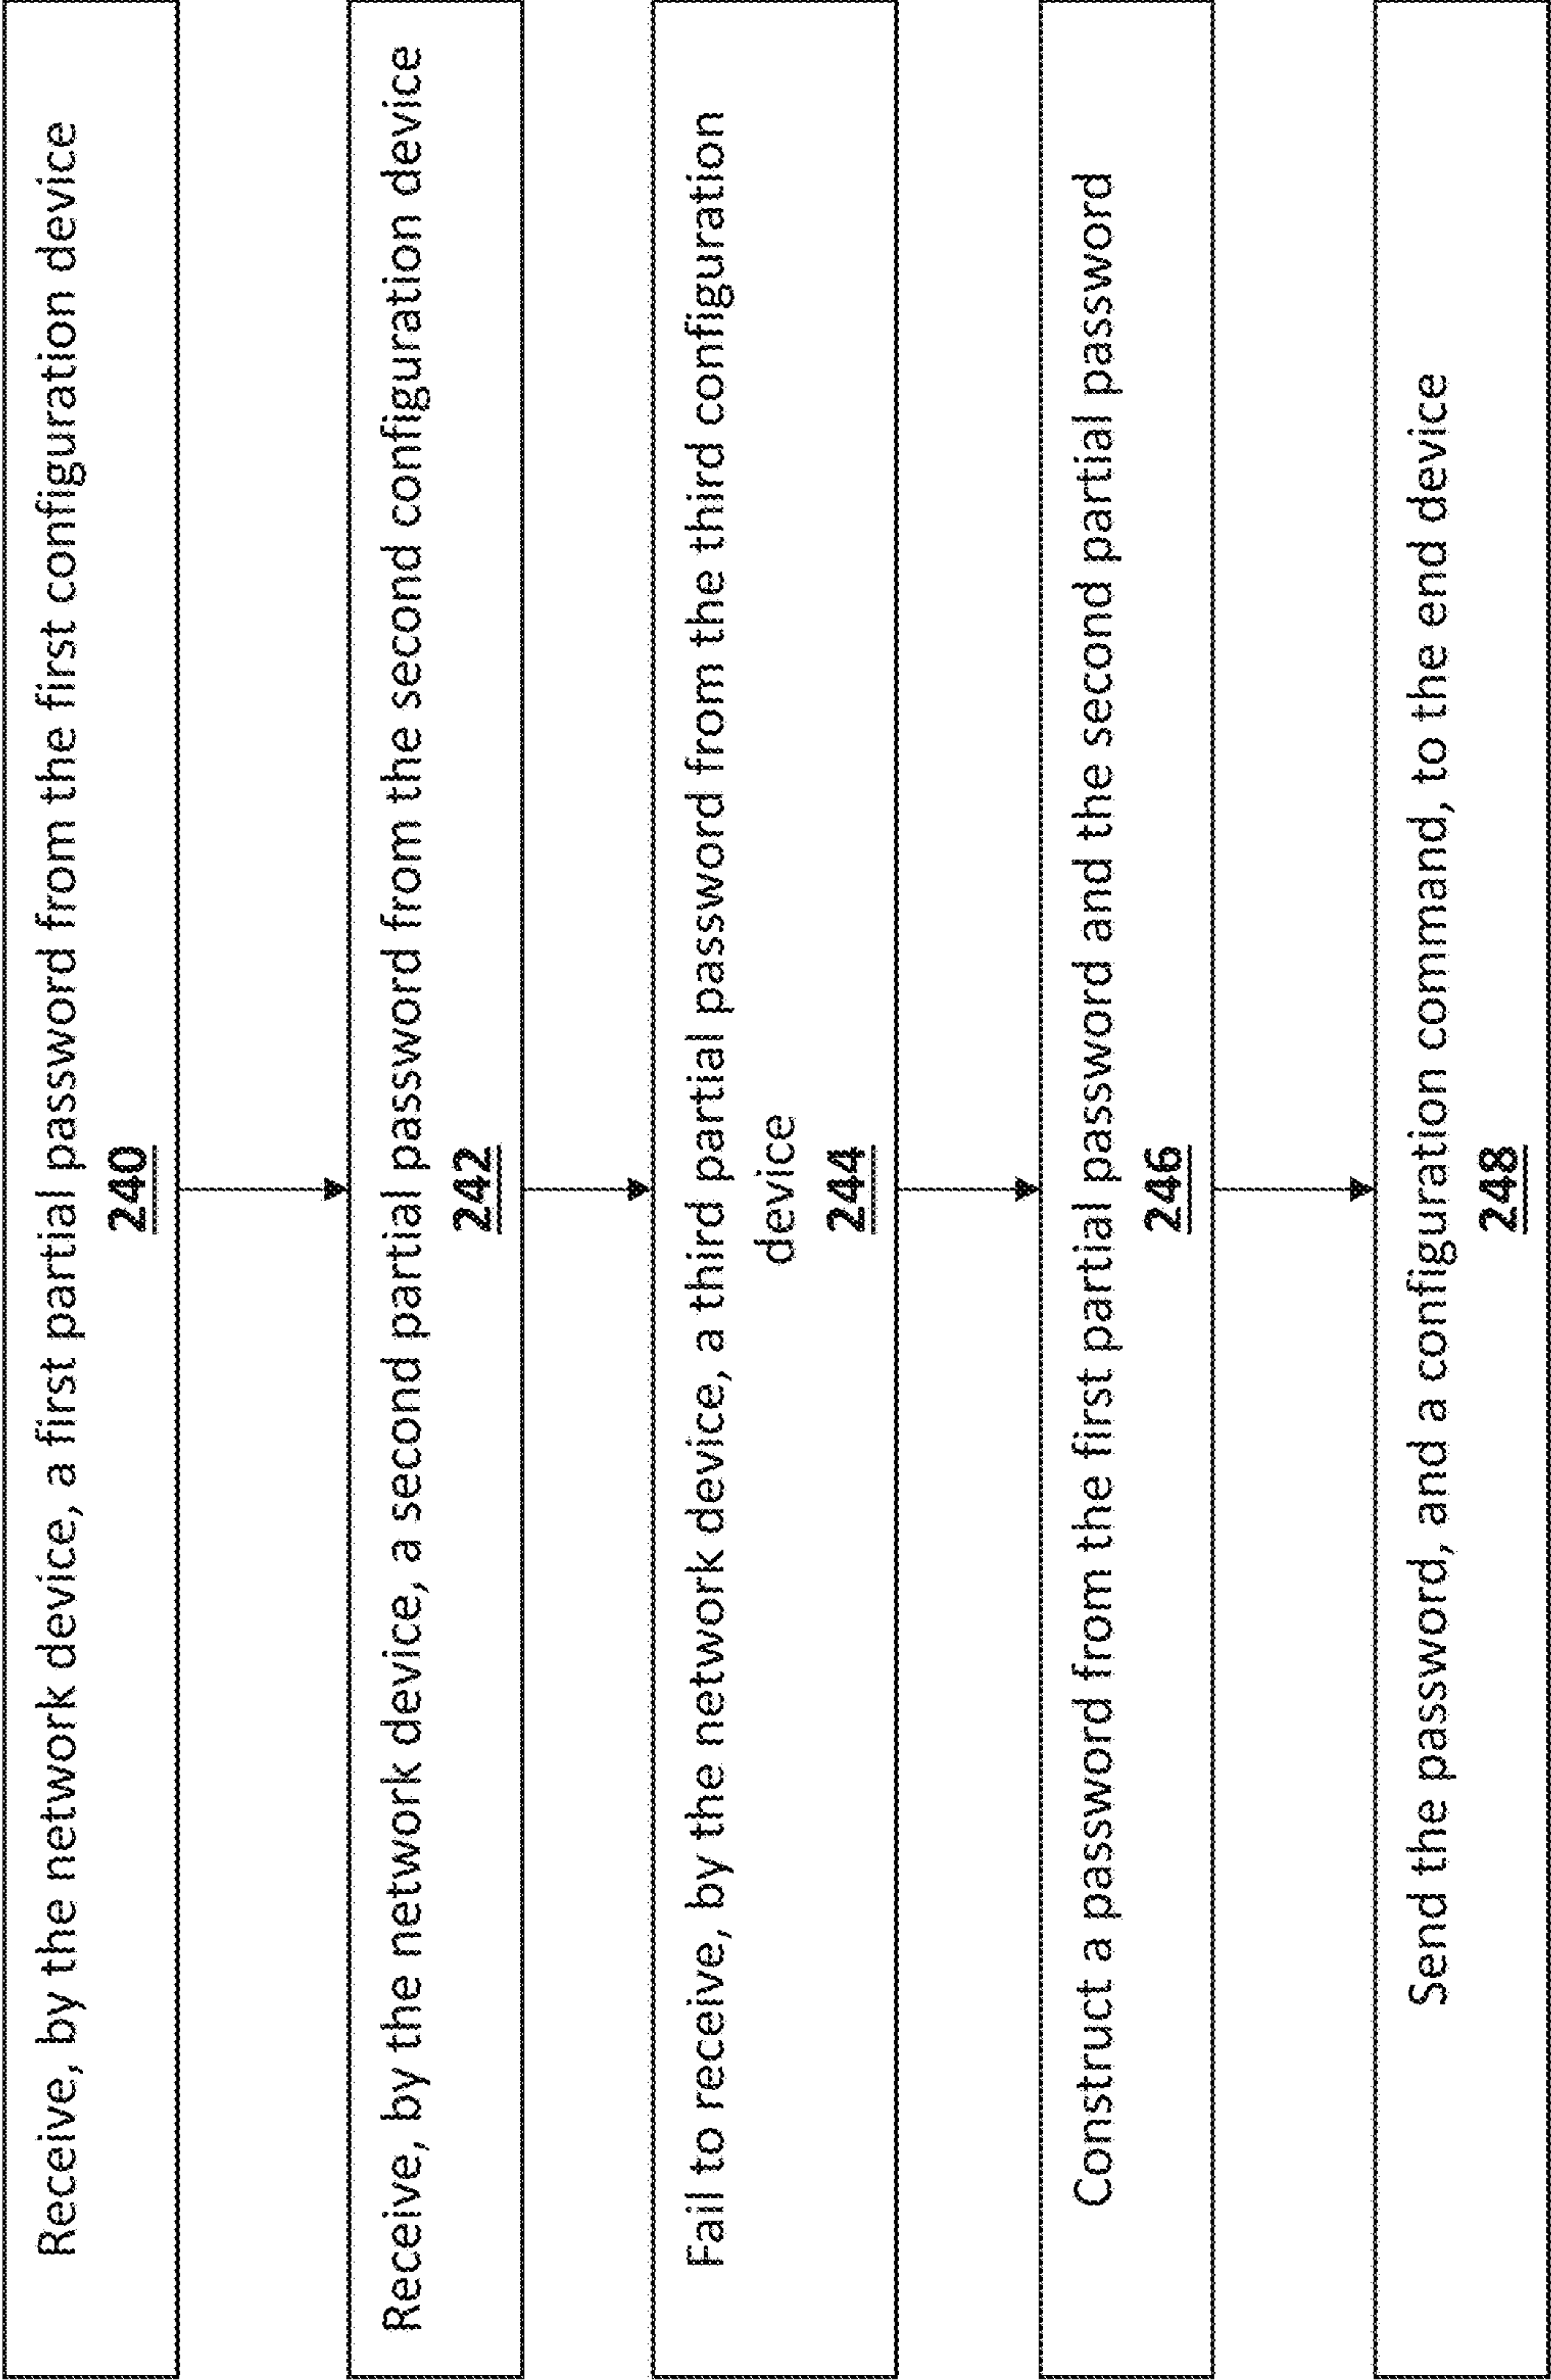 Receive, by the network device, a first partial password from the first configuration device
240
Receive, by the network device, a second partial password from the second configuration device
242
Fail to receive, by the network device, a third partial password from the third configuration
device
244
Construct a password from the first partial password and the second partial password
246
Send the password, and a configuration command, to the end device
248